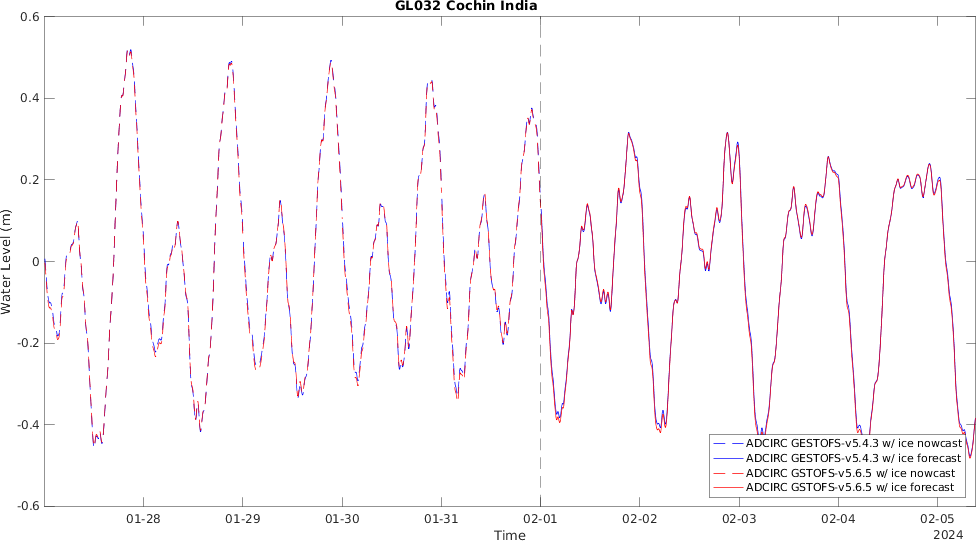 GL032 Cochin India
0.6
0.4
0.2
0
-0.2
-0.4
-0.6
Water Level (m)
01-28 01-29 01-30 01-31 02-01 02-02 02-03 02-04 02-05
Time
2024
ADCIRC GESTOFS-v5.4.3 w/ ice nowcast
ADCIRC GESTOFS-v5.4.3 w/ ice forecast
ADCIRC GSTOFS-v5.6.5 w/ ice nowcast
ADCIRC GSTOFS-v5.6.5 w/ ice forecast